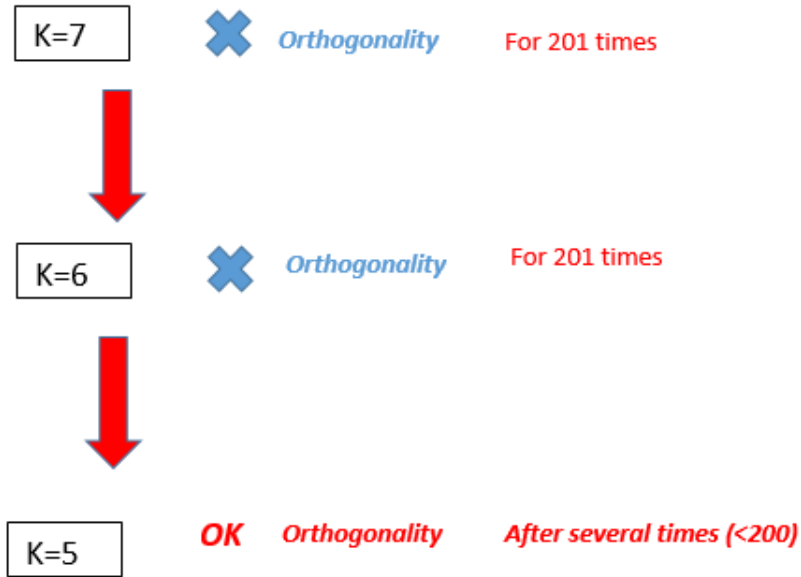 K=7 Orthogonality For 201 times
K=6 Orthogonality For 201 times
K=5 OK Orthogonality After several times (<200)